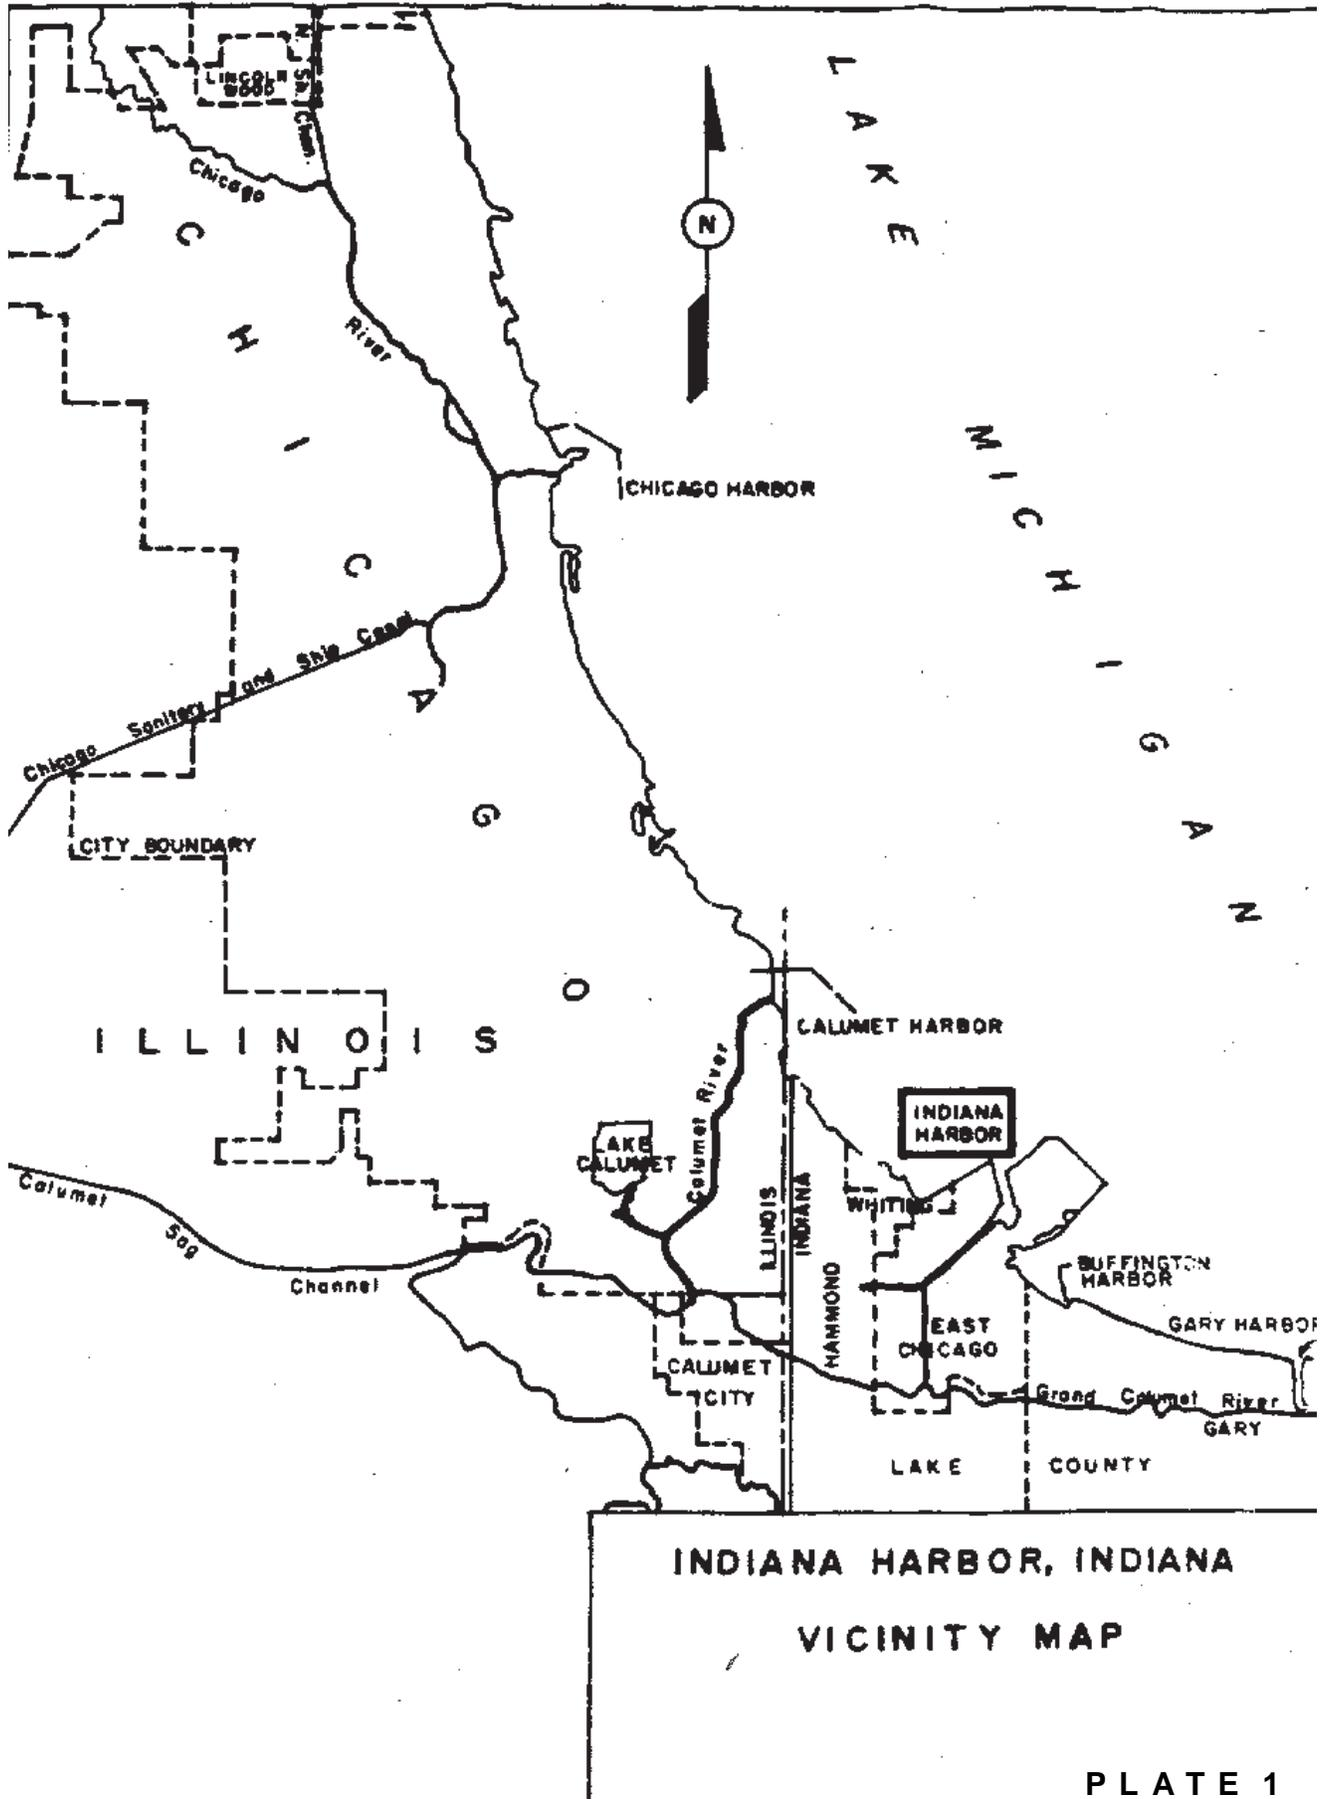 LINCOLN
WOOD
N. Sh. Chan.
LAKE
Chicago
N
CHICAGO
River
MICHIGAN
CHICAGO HARBOR
Chicago Sanitary and Ship Canal
CITY BOUNDARY
ILLINOIS
CALUMET HARBOR
Calumet River
INDIANA
HARBOR
LAKE
CALUMET
Calumet
Sag
Channel
ILLINOIS
INDIANA
WHITING
HAMMOND
BUFFINGTON
HARBOR
GARY HARBOR
EAST
CHICAGO
CALUMET
CITY
Grand Calumet River
GARY
LAKE COUNTY
INDIANA HARBOR, INDIANA
VICINITY MAP
PLATE 1